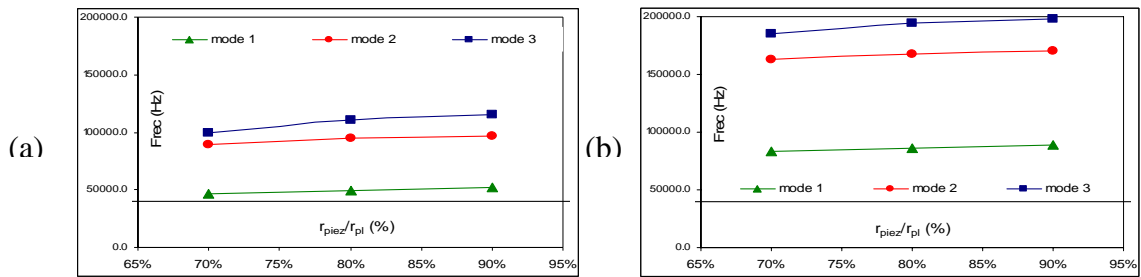 (a)
200000.0
150000.0
100000.0
50000.0
0.0
Frec (Hz)
mode 1 mode 2 mode 3
r_piez/r_pl (%)
65% 70% 75% 80% 85% 90% 95%
(b)
200000.0
150000.0
100000.0
50000.0
0.0
Frec (Hz)
mode 1 mode 2 mode 3
r_piez/r_pl (%)
65% 70% 75% 80% 85% 90% 95%